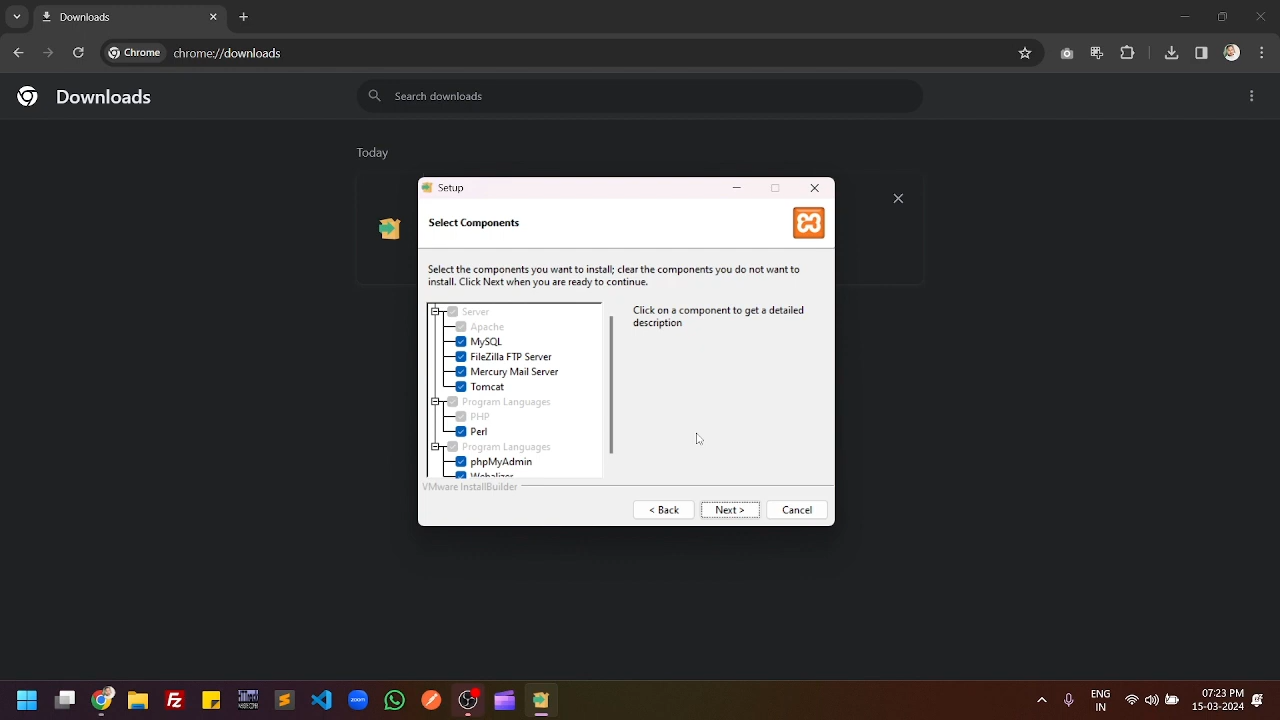 Downloads
Chrome
chrome://downloads
Downloads
Search downloads
Today
Setup
Select Components
Select the components you want to install; clear the components you do not want to
install. Click Next when you are ready to continue.
Server
Apache
MySQL
FileZilla FTP Server
Mercury Mail Server
Tomcat
Program Languages
PHP
Perl
Program Languages
phpMyAdmin
Webalizer
Click on a component to get a detailed
description
VMware InstallBuilder
< Back
Next >
Cancel
zoom
ENG
IN
07:23 PM
15-03-2024